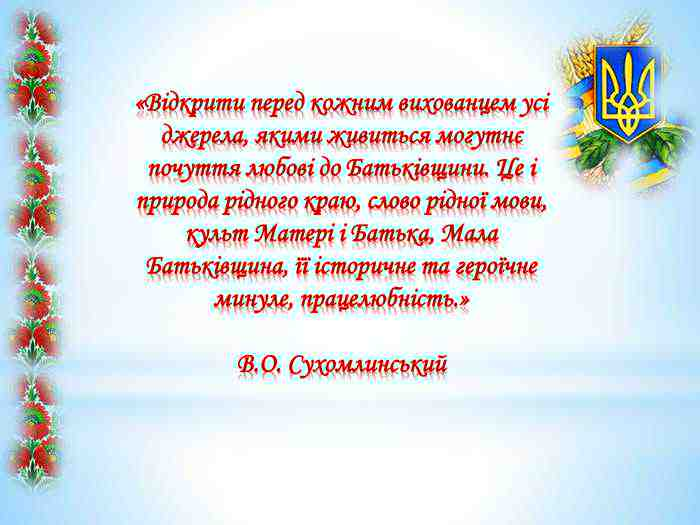 «Відкрити перед кожним вихованцем усі
джерела, якими живиться могутнє
почуття любові до Батьківщини. Це і
природа рідного краю, слово рідної мови,
культ Матері і Батька, Мала
Батьківщина, її історичне та героїчне
минуле, працелюбність.»
В.О. Сухомлинський